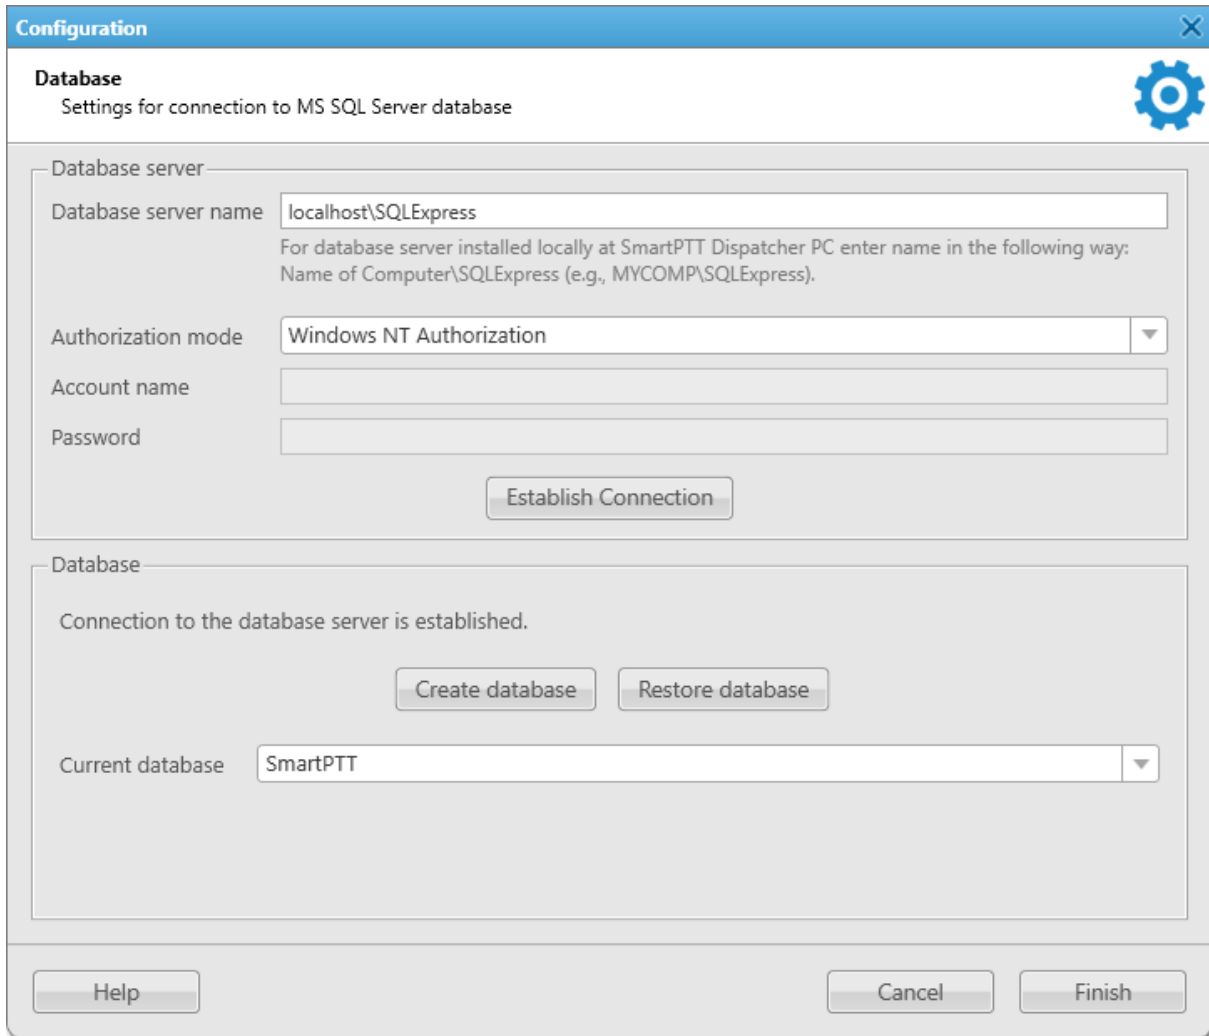 Configuration
Database
Settings for connection to MS SQL Server database
Database server
Database server name
localhost\SQLExpress
For database server installed locally at SmartPTT Dispatcher PC enter name in the following way:
Name of Computer\SQLExpress (e.g., MYCOMP\SQLExpress).
Authorization mode
Windows NT Authorization
Account name
Password
Establish Connection
Database
Connection to the database server is established.
Create database
Restore database
Current database
SmartPTT
Help
Cancel
Finish